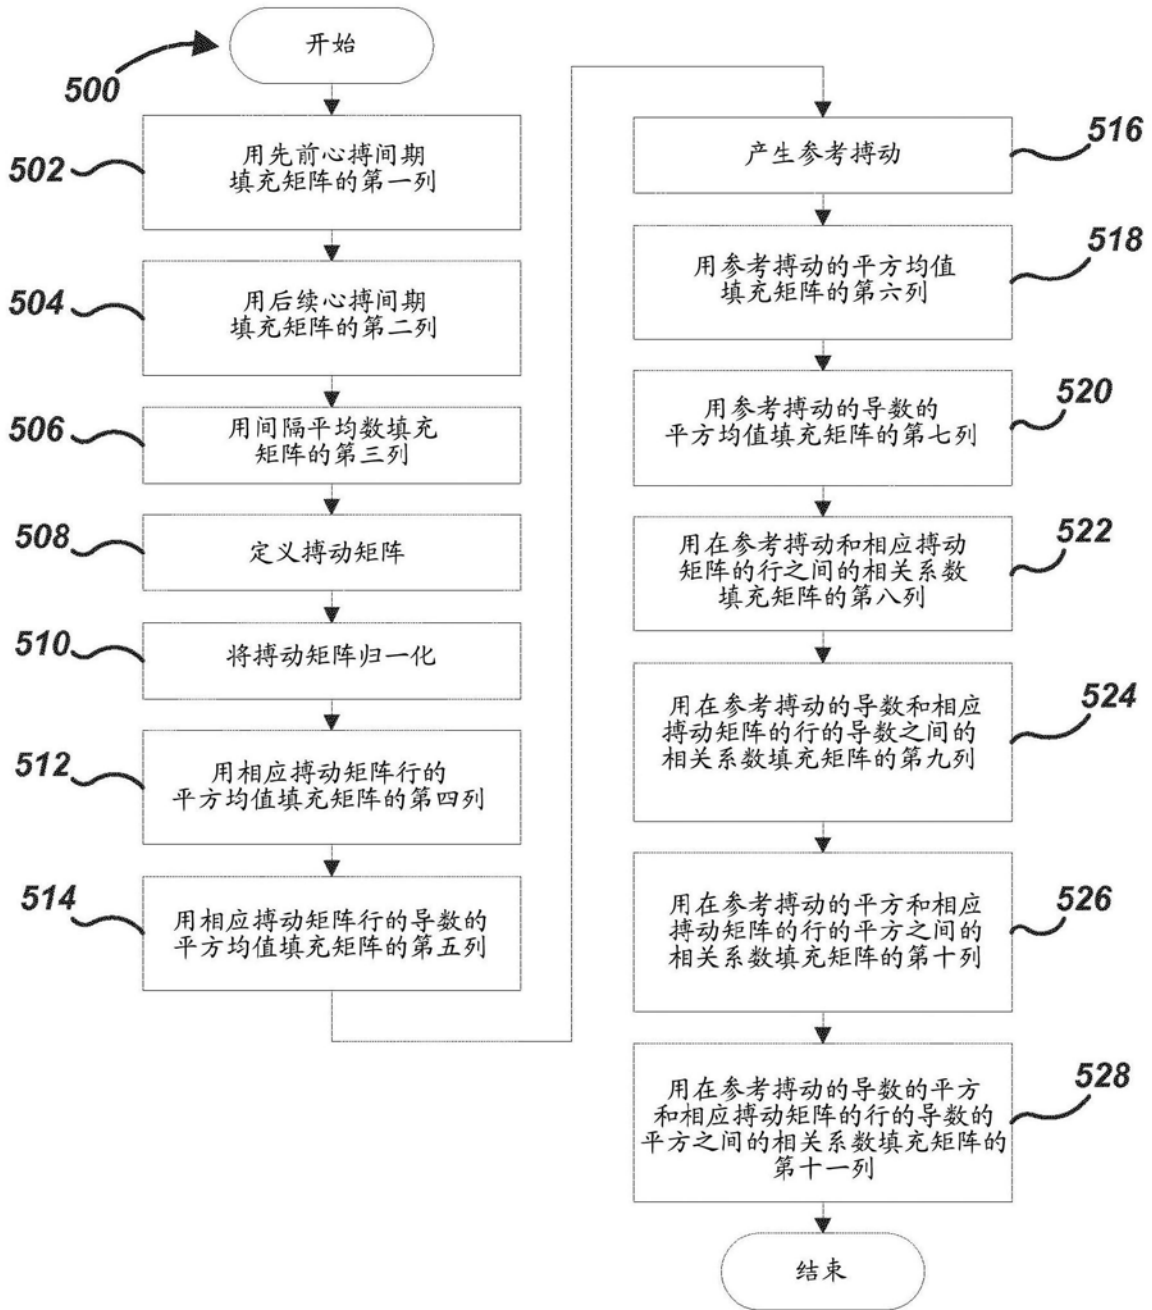 开始
500
502
用先前心搏间期
填充矩阵的第一列
504
用后续心搏间期
填充矩阵的第二列
506
用间隔平均数填充
矩阵的第三列
508
定义搏动矩阵
510
将搏动矩阵归一化
512
用相应搏动矩阵行的
平方均值填充矩阵的第四列
514
用相应搏动矩阵行的导数的
平方均值填充矩阵的第五列
516
产生参考搏动
518
用参考搏动的平方均值
填充矩阵的第六列
520
用参考搏动的导数的
平方均值填充矩阵的第七列
522
用在参考搏动和相应搏动
矩阵的行之间的相关系数
填充矩阵的第八列
524
用在参考搏动的导数和相应
搏动矩阵的行的导数之间的
相关系数填充矩阵的第九列
526
用在参考搏动的平方和相应
搏动矩阵的行的平方之间的
相关系数填充矩阵的第十列
528
用在参考搏动的导数的平方
和相应搏动矩阵的行的导数的
平方之间的相关系数填充矩阵的
第十一列
结束